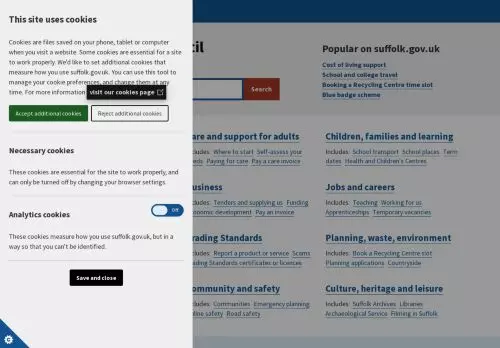 This site uses cookies
Cookies are files saved on your phone, tablet or computer
when you visit a website. Some cookies are essential for a site
to work properly. We'd like to set additional cookies that
measure how you use suffolk.gov.uk. You can use this tool to
manage your cookie preferences, and change them at any
time. For more information visit our cookies page
Accept additional cookies
Reject additional cookies
Necessary cookies
These cookies are essential for the site to work properly, and
can only be turned off by changing your browser settings.
Analytics cookies
Off
These cookies measure how you use suffolk.gov.uk, but in a
way so that you can't be identified.
Save and close
cil
Search
Popular on suffolk.gov.uk
Cost of living support
School and college travel
Booking a Recycling Centre time slot
Blue badge scheme
are and support for adults
Includes: Where to start Self-assess your
needs Paying for care Pay a care invoice
Children, families and learning
Includes: School transport School places Term
dates Health and Children's Centres
usiness
Includes: Tenders and supplying us Funding
conomic development Pay an invoice
Jobs and careers
Includes: Teaching Working for us
Apprenticeships Temporary vacancies
rading Standards
Includes: Report a product or service Scams
ading Standards certificates or licences
Planning, waste, environment
Includes: Book a Recycling Centre slot
Planning applications Countryside
ommunity and safety
Includes: Communities Emergency planning
nline safety Road safety
Culture, heritage and leisure
Includes: Suffolk Archives Libraries
Archaeological Service Filming in Suffolk